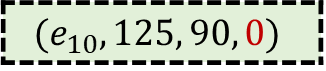 (e₁₀, 125, 90, 0)